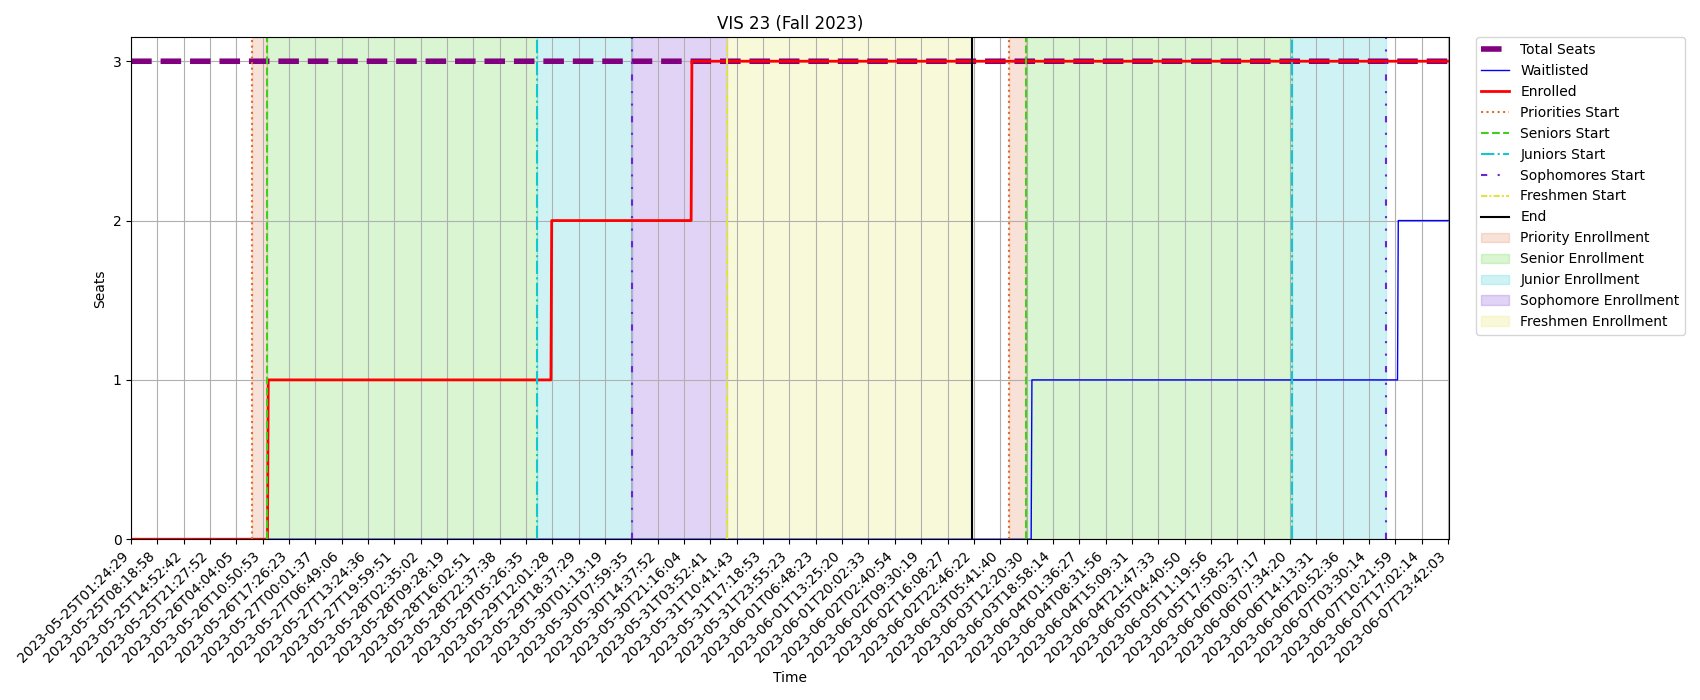 VIS 23 (Fall 2023)
Seats
3
2
1
0
2023-05-25T01:24:29
2023-05-25T08:18:58
2023-05-25T14:52:42
2023-05-25T21:27:52
2023-05-26T04:04:05
2023-05-26T10:50:53
2023-05-26T17:26:23
2023-05-27T00:01:37
2023-05-27T06:49:06
2023-05-27T13:24:36
2023-05-27T19:59:51
2023-05-28T02:35:02
2023-05-28T09:28:19
2023-05-28T16:02:51
2023-05-28T22:37:38
2023-05-29T05:26:35
2023-05-29T12:01:28
2023-05-29T18:37:29
2023-05-30T01:13:19
2023-05-30T07:59:35
2023-05-30T14:37:52
2023-05-30T21:16:04
2023-05-31T03:52:41
2023-05-31T10:41:43
2023-05-31T17:18:53
2023-05-31T23:55:23
2023-06-01T06:48:23
2023-06-01T13:25:20
2023-06-01T20:02:33
2023-06-02T02:40:54
2023-06-02T09:30:19
2023-06-02T16:08:27
2023-06-02T22:46:22
2023-06-03T05:41:40
2023-06-03T12:20:30
2023-06-03T18:58:14
2023-06-04T01:36:27
2023-06-04T08:31:56
2023-06-04T15:09:31
2023-06-04T21:47:33
2023-06-05T04:40:50
2023-06-05T11:19:56
2023-06-05T17:58:52
2023-06-06T00:37:17
2023-06-06T07:34:20
2023-06-06T14:13:31
2023-06-06T20:52:36
2023-06-07T03:30:14
2023-06-07T10:21:59
2023-06-07T17:02:14
2023-06-07T23:42:03
Time
Total Seats
Waitlisted
Enrolled
Priorities Start
Seniors Start
Juniors Start
Sophomores Start
Freshmen Start
End
Priority Enrollment
Senior Enrollment
Junior Enrollment
Sophomore Enrollment
Freshmen Enrollment